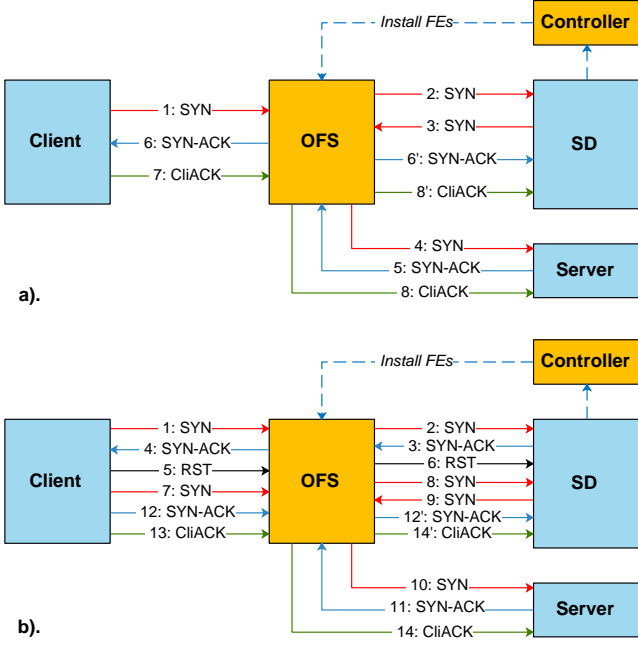 Controller
Install FEs
Client
OFS
SD
1: SYN
2: SYN
3: SYN
6: SYN-ACK
6': SYN-ACK
7: CliACK
8': CliACK
4: SYN
5: SYN-ACK
8: CliACK
Server
a).
Controller
Install FEs
Client
OFS
SD
1: SYN
2: SYN
4: SYN-ACK
3: SYN-ACK
5: RST
6: RST
7: SYN
8: SYN
9: SYN
12: SYN-ACK
12': SYN-ACK
13: CliACK
14': CliACK
10: SYN
11: SYN-ACK
14: CliACK
Server
b).